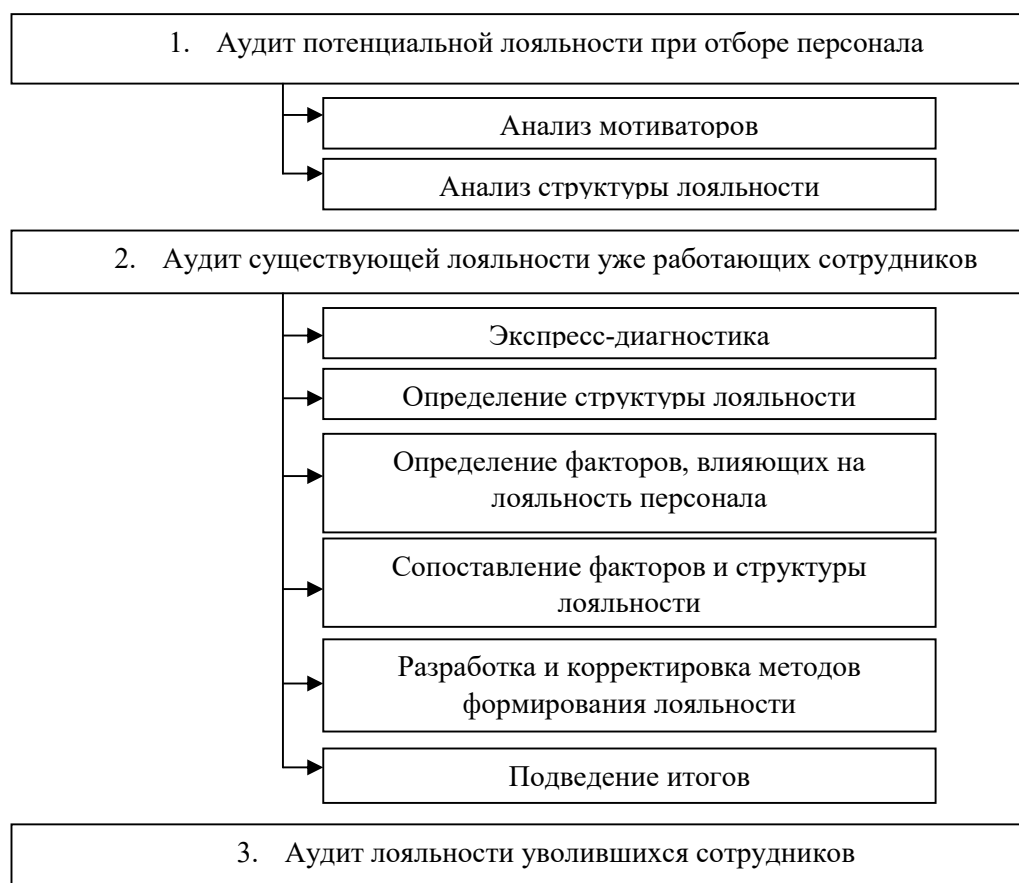 1. Аудит потенциальной лояльности при отборе персонала
Анализ мотиваторов
Анализ структуры лояльности
2. Аудит существующей лояльности уже работающих сотрудников
Экспресс-диагностика
Определение структуры лояльности
Определение факторов, влияющих на
лояльность персонала
Сопоставление факторов и структуры
лояльности
Разработка и корректировка методов
формирования лояльности
Подведение итогов
3. Аудит лояльности уволившихся сотрудников